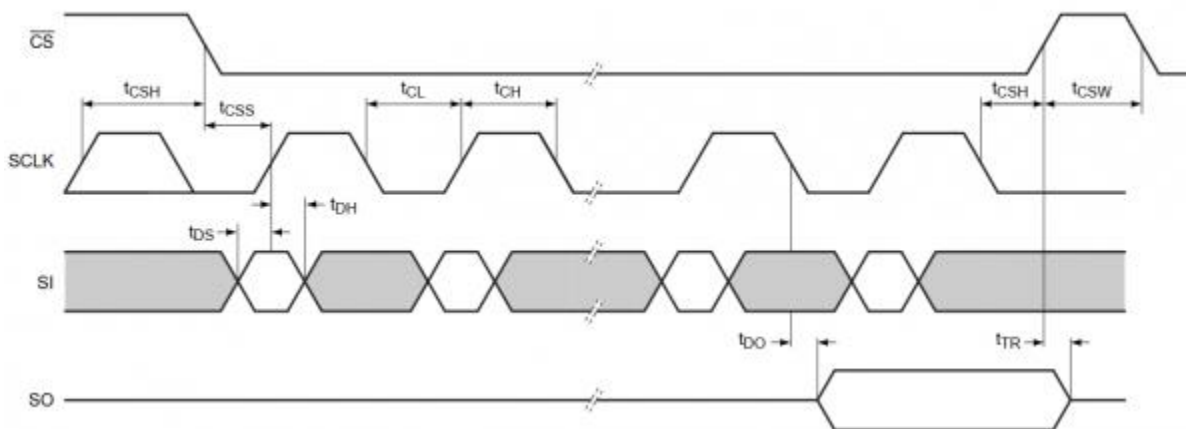 CS
tCSH
tCSS
tCL
tCH
tCSH
tCSW
SCLK
tDH
tDS
SI
tDO
tTR
SO